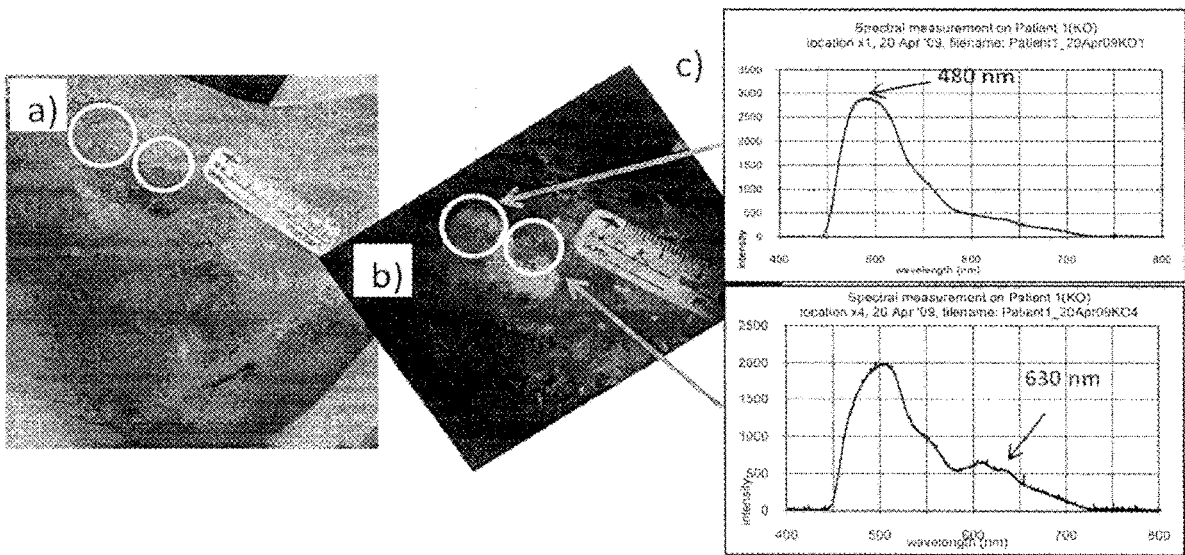 a)
b)
c)
Spectral measurement on Patient 1(KO)
location x1, 20 Apr '09, filename: Patient1_20Apr09KO1
3500
3000
2500
2000
1500
1000
500
0
intensity
480 nm
400 500 600 700 800
wavelength (nm)
Spectral measurement on Patient 1(KO)
location x4, 20 Apr '09, filename: Patient1_20Apr09KO4
2500
2000
1500
1000
500
0
intensity
630 nm
400 500 600 700 800
wavelength (nm)